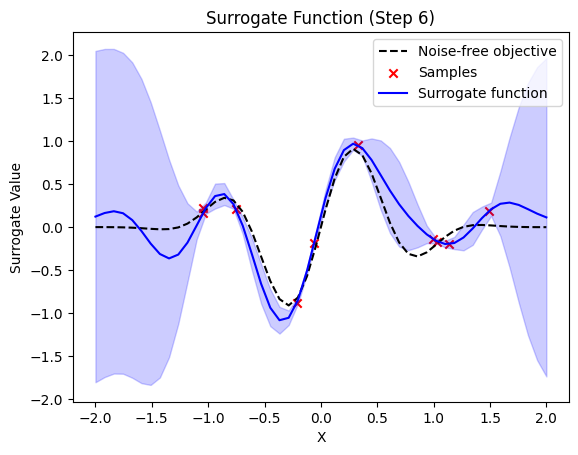 Surrogate Function (Step 6)
Noise-free objective
Samples
Surrogate function
Surrogate Value
2.0
1.5
1.0
0.5
0.0
−0.5
−1.0
−1.5
−2.0
−2.0 −1.5 −1.0 −0.5 0.0 0.5 1.0 1.5 2.0
X